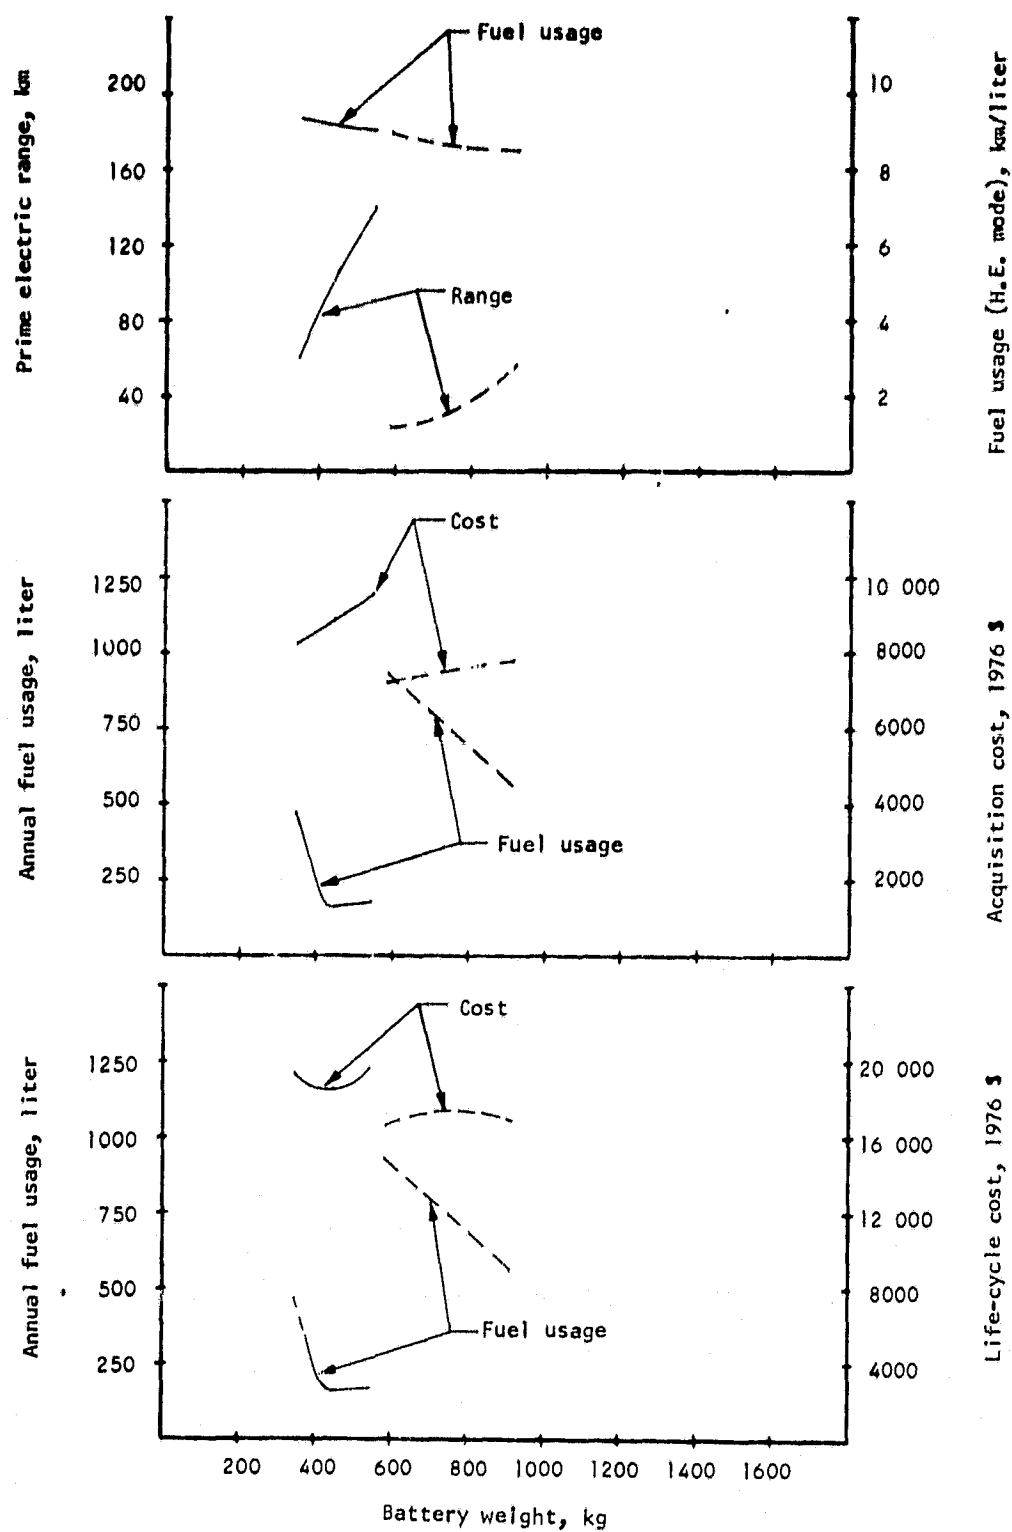 Fuel usage
200
10
160
8
120
6
Range
80
4
40
2
Prime electric range, km
Fuel usage (H.E. mode), km/liter
Cost
1250
10 000
1000
8000
750
6000
500
4000
Fuel usage
250
2000
Annual fuel usage, liter
Acquisition cost, 1976 $
Cost
1250
20 000
1000
16 000
750
12 000
500
8000
Fuel usage
250
4000
Annual fuel usage, liter
Life-cycle cost, 1976 $
200 400 600 800 1000 1200 1400 1600
Battery weight, kg